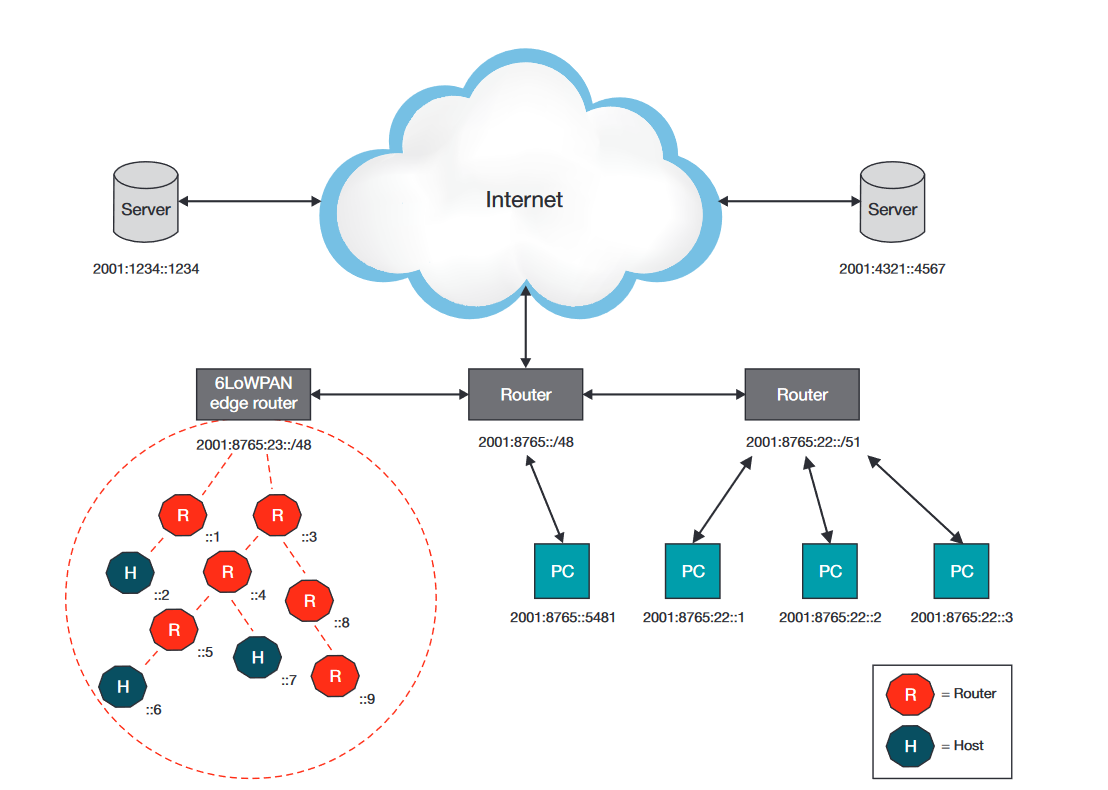 Internet
Server
Server
2001:1234::1234
2001:4321::4567
6LoWPAN
edge router
Router
Router
2001:8765:23::/48
2001:8765::/48
2001:8765:22::/51
R
::1
R
::3
H
::2
R
::4
R
::8
R
::5
H
::7
R
::9
H
::6
PC
PC
PC
PC
2001:8765::5481
2001:8765:22::1
2001:8765:22::2
2001:8765:22::3
R = Router
H = Host